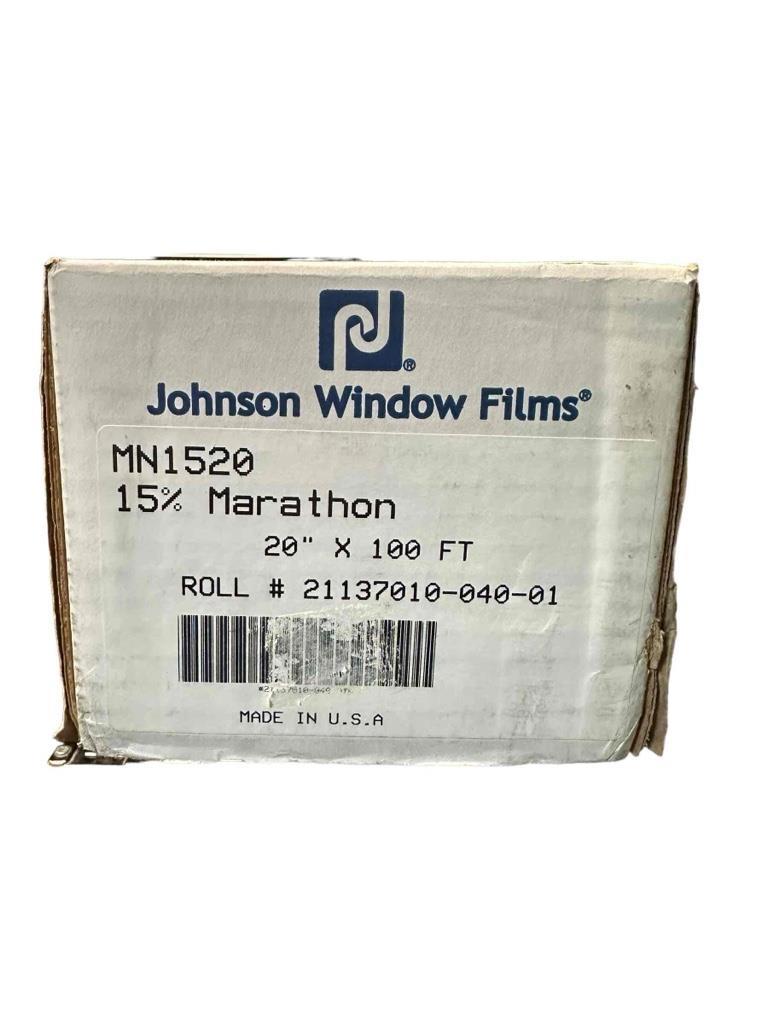 Johnson Window Films®
MN1520
15% Marathon
20" X 100 FT
ROLL # 21137010-040-01
MADE IN U.S.A